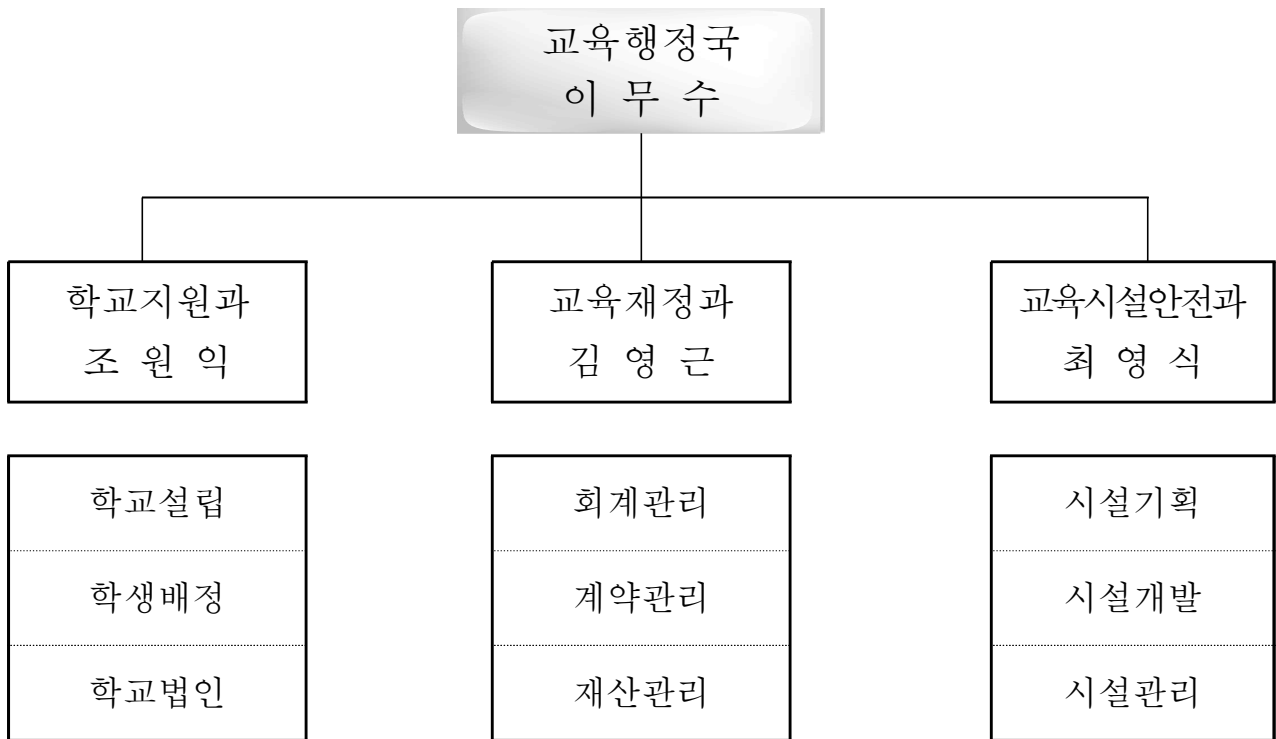 교육행정국
이 무 수
학교지원과
조 원 익
교육재정과
김 영 근
교육시설안전과
최 영 식
학교설립
학생배정
학교법인
회계관리
계약관리
재산관리
시설기획
시설개발
시설관리